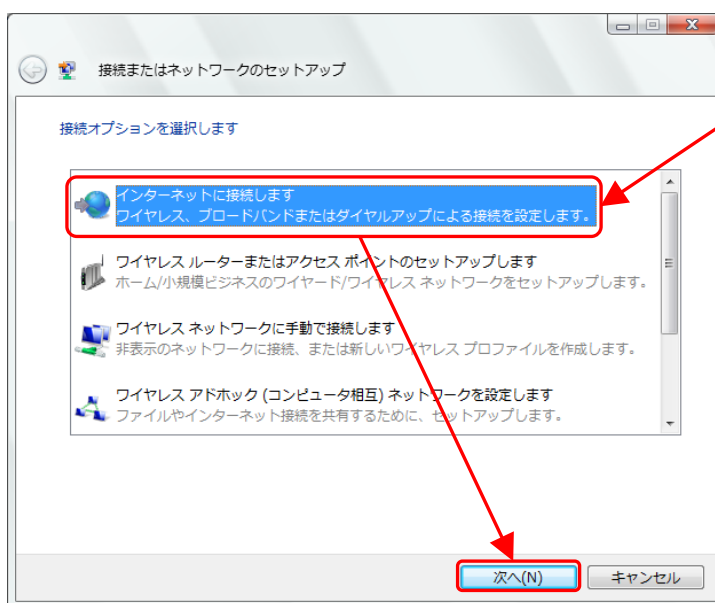 接続またはネットワークのセットアップ
接続オプションを選択します
インターネットに接続します
ワイヤレス、ブロードバンドまたはダイヤルアップによる接続を設定します。
ワイヤレス ルーターまたはアクセス ポイントのセットアップします
ホーム/小規模ビジネスのワイヤード/ワイヤレス ネットワークをセットアップします。
ワイヤレス ネットワークに手動で接続します
非表示のネットワークに接続、または新しいワイヤレス プロファイルを作成します。
ワイヤレス アドホック (コンピュータ相互) ネットワークを設定します
ファイルやインターネット接続を共有するために、セットアップします。
次へ(N)
キャンセル